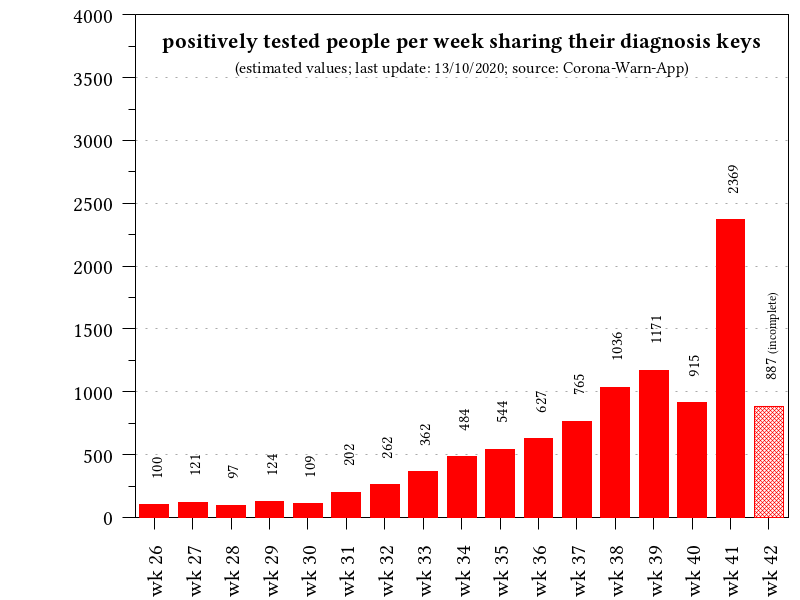 positively tested people per week sharing their diagnosis keys
(estimated values; last update: 13/10/2020; source: Corona-Warn-App)
4000
3500
3000
2500
2000
1500
1000
500
0
100
121
97
124
109
202
262
362
484
544
627
765
1036
1171
915
2369
887 (incomplete)
wk 26
wk 27
wk 28
wk 29
wk 30
wk 31
wk 32
wk 33
wk 34
wk 35
wk 36
wk 37
wk 38
wk 39
wk 40
wk 41
wk 42